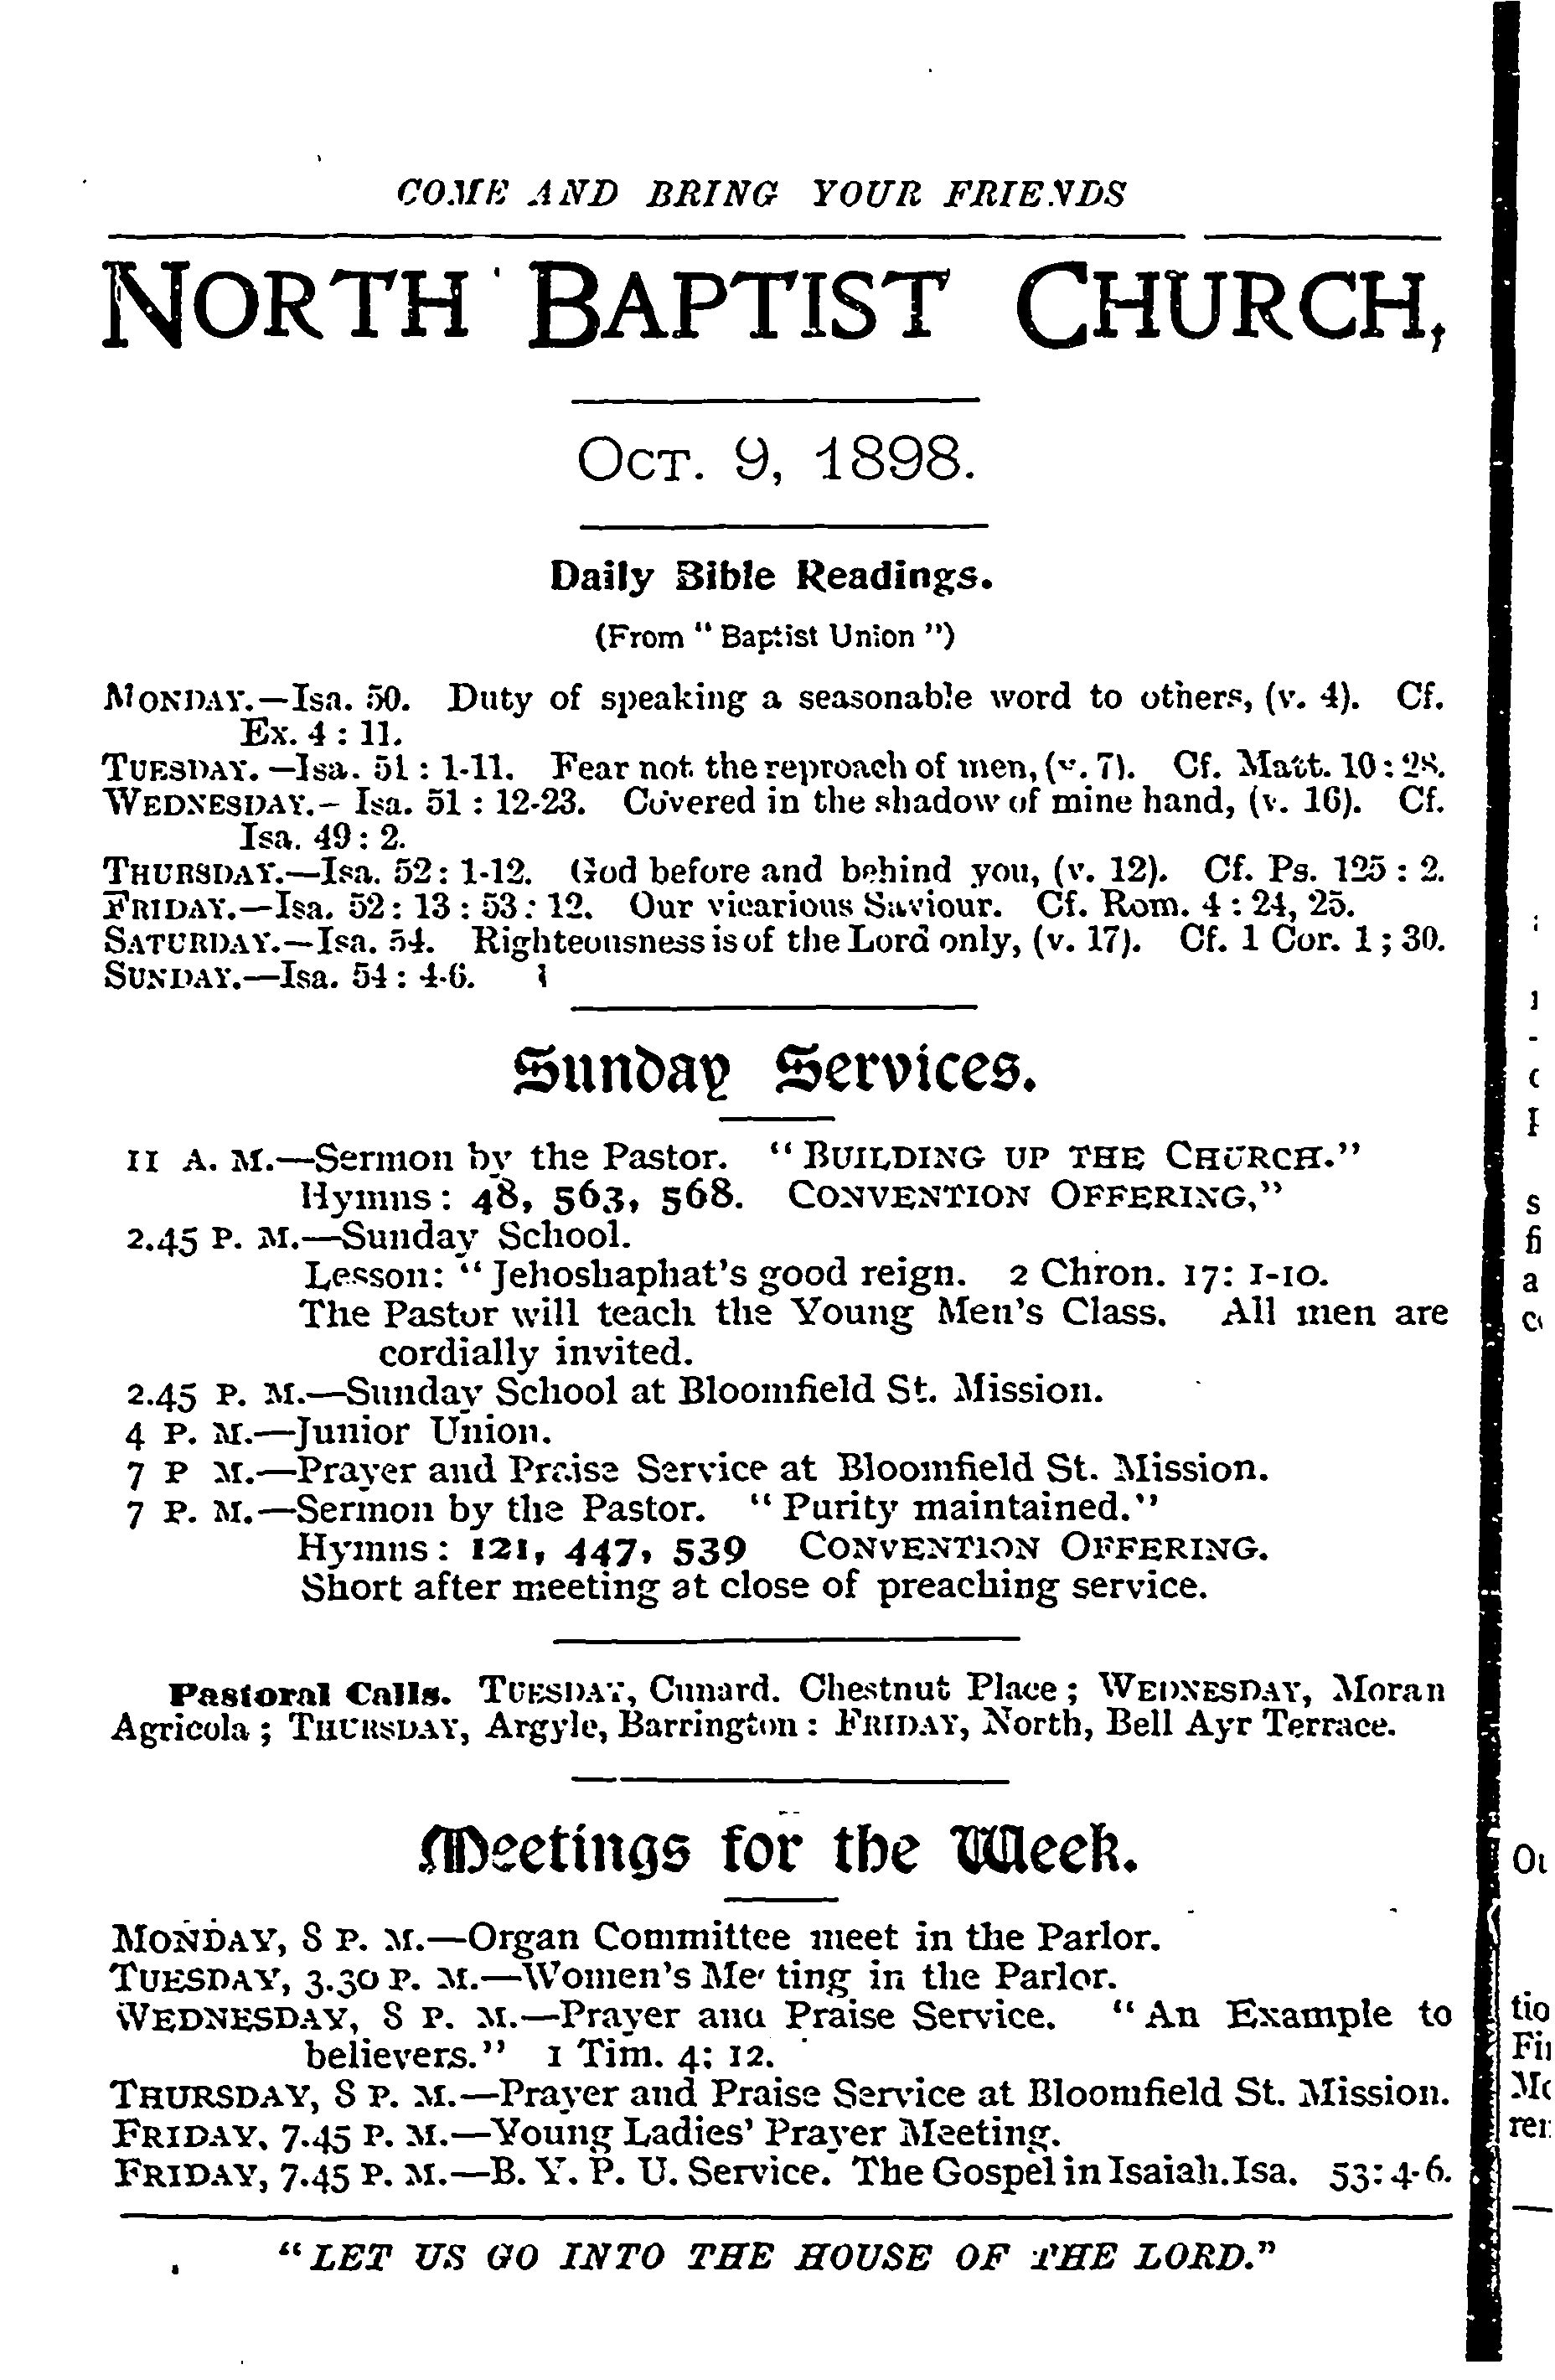 COME AND BRING YOUR FRIENDS
NORTH BAPTIST CHURCH,
OCT. 9, 1898.
Daily Bible Readings.
(From "Baptist Union")
MONDAY.—Isa. 50. Duty of speaking a seasonable word to others, (v. 4). Cf.
Ex. 4 : 11.
TUESDAY.—Isa. 51 : 1-11. Fear not the reproach of men, (v. 7). Cf. Matt. 10 : 28.
WEDNESDAY.- Isa. 51 : 12-23. Covered in the shadow of mine hand, (v. 16). Cf.
Isa. 49 : 2.
THURSDAY.—Isa. 52 : 1-12. God before and behind you, (v. 12). Cf. Ps. 125 : 2.
FRIDAY.—Isa. 52 : 13 : 53 : 12. Our vicarious Saviour. Cf. Rom. 4 : 24, 25.
SATURDAY.—Isa. 54. Righteousness is of the Lord only, (v. 17). Cf. 1 Cor. 1 ; 30.
SUNDAY.—Isa. 54 : 4-6.
Sunday Services.
11 A. M.—Sermon by the Pastor. "BUILDING UP THE CHURCH."
Hymns : 48, 563, 568. CONVENTION OFFERING,"
2.45 P. M.—Sunday School.
Lesson: "Jehoshaphat's good reign. 2 Chron. 17: 1-10.
The Pastor will teach the Young Men's Class. All men are
cordially invited.
2.45 P. M.—Sunday School at Bloomfield St. Mission.
4 P. M.—Junior Union.
7 P M.—Prayer and Praise Service at Bloomfield St. Mission.
7 P. M.—Sermon by the Pastor. "Purity maintained."
Hymns : 121, 447, 539 CONVENTION OFFERING.
Short after meeting at close of preaching service.
Pastoral Calls. TUESDAY, Cunard. Chestnut Place ; WEDNESDAY, Moran
Agricola ; THURSDAY, Argyle, Barrington : FRIDAY, North, Bell Ayr Terrace.
Meetings for the Week.
MONDAY, 8 P. M.—Organ Committee meet in the Parlor.
TUESDAY, 3.30 P. M.—Women's Me ting in the Parlor.
WEDNESDAY, 8 P. M.—Prayer and Praise Service. "An Example to
believers." 1 Tim. 4: 12.
THURSDAY, 8 P. M.—Prayer and Praise Service at Bloomfield St. Mission.
FRIDAY, 7.45 P. M.—Young Ladies' Prayer Meeting.
FRIDAY, 7.45 P. M.—B. Y. P. U. Service. The Gospel in Isaiah. Isa. 53: 4-6.
"LET US GO INTO THE HOUSE OF THE LORD."